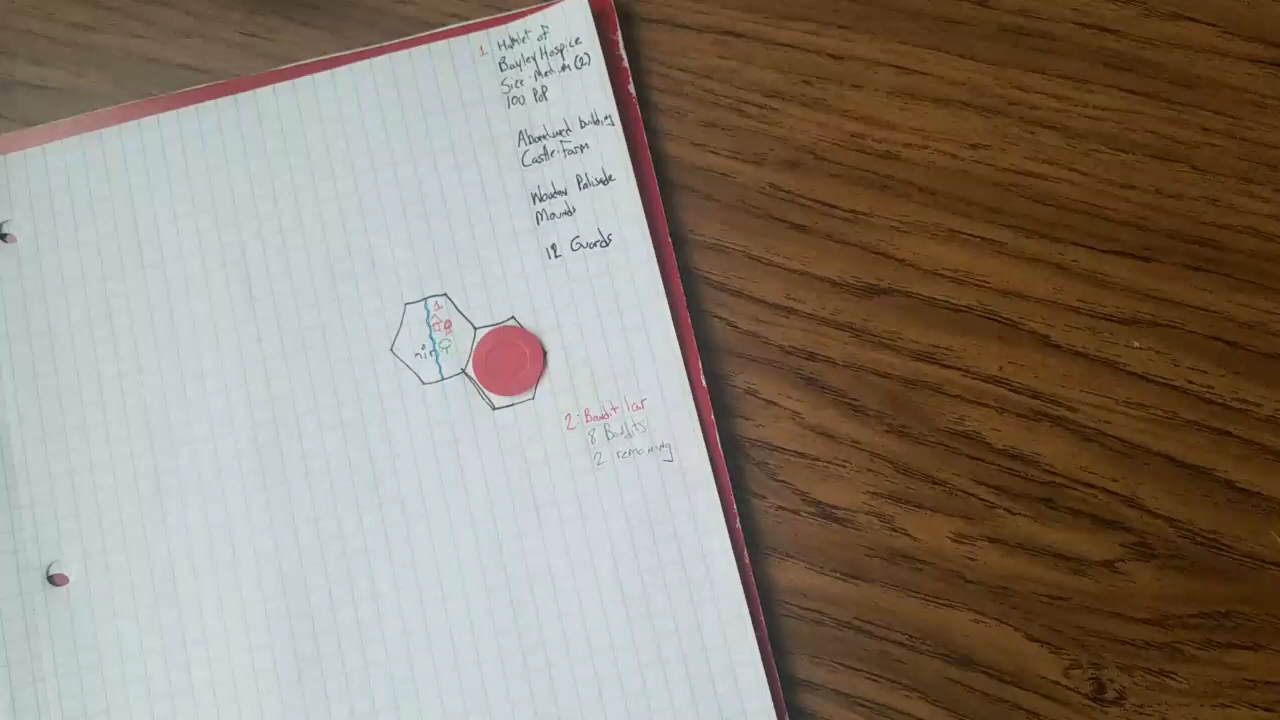 1 Hamlet of
Bayley Hospice
Size: Medium (2)
100 Pop
Abandoned building
Castle: Farm
Wooden Palisade
Mounds
12 Guards
1
2: Bandit lair
8 Bandits
2 remaining